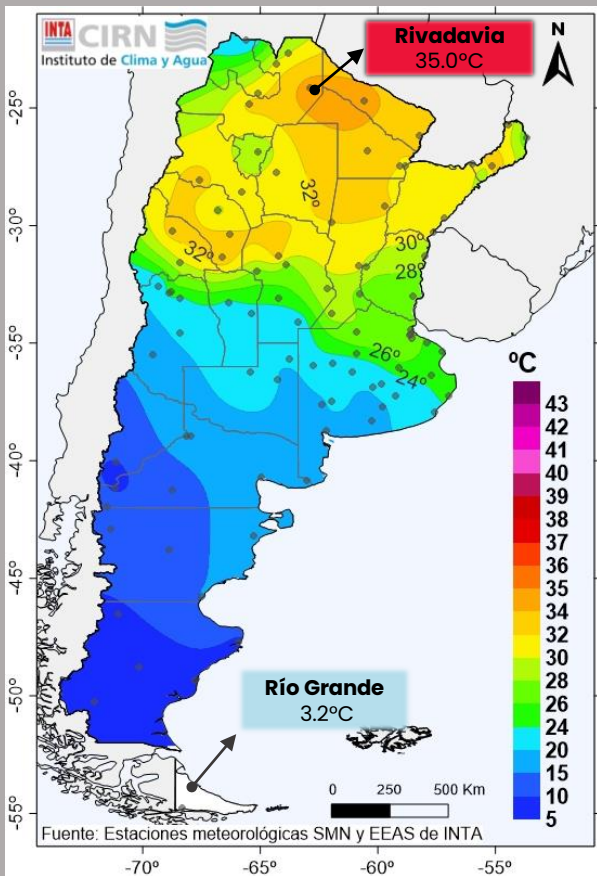 INTA CIRN
Instituto de Clima y Agua
Rivadavia
35.0ºC
N
-25º
32º
-30º
32º
30º
28º
-35º
26º
24º
ºC
43
42
41
40
39
38
37
36
35
34
32
30
28
26
24
20
15
10
5
-40º
-45º
-50º
Río Grande
3.2ºC
0 250 500 Km
-55º
Fuente: Estaciones meteorológicas SMN y EEAS de INTA
-70º -65º -60º -55º